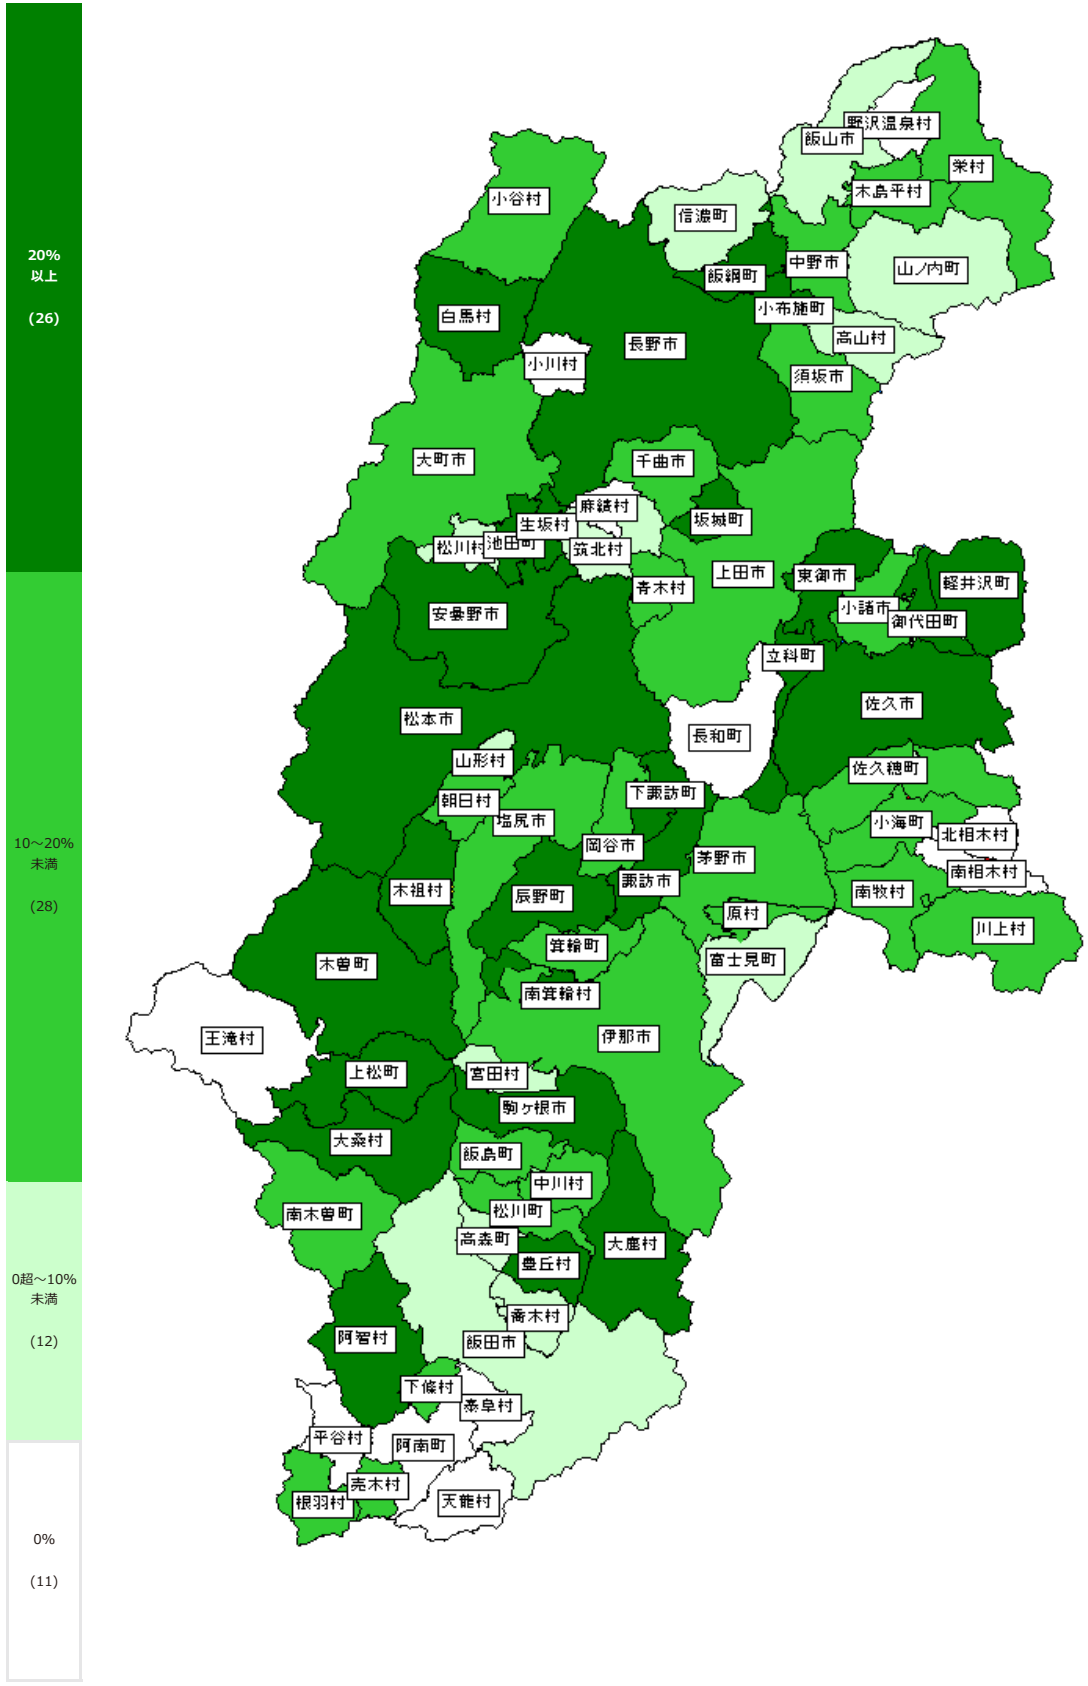 20%
以上
(26)
10～20%
未満
(28)
0超～10%
未満
(12)
0%
(11)
野沢温泉村
飯山市
栄村
木島平村
小谷村
信濃町
中野市
山ノ内町
飯綱町
小布施町
白馬村
高山村
長野市
小川村
須坂市
大町市
千曲市
麻績村
坂城町
生坂村
池田町
松川村
筑北村
上田市
東御市
軽井沢町
青木村
小諸市
安曇野市
御代田町
立科町
佐久市
松本市
長和町
山形村
佐久穂町
下諏訪町
朝日村
塩尻市
小海町
北相木村
岡谷市
茅野市
南相木村
諏訪市
木祖村
辰野町
南牧村
原村
川上村
箕輪町
木曽町
富士見町
南箕輪村
王滝村
伊那市
上松町
宮田村
駒ヶ根市
大桑村
飯島町
中川村
南木曽町
松川町
高森町
大鹿村
豊丘村
喬木村
阿智村
飯田市
下條村
泰阜村
平谷村
阿南町
売木村
根羽村
天龍村